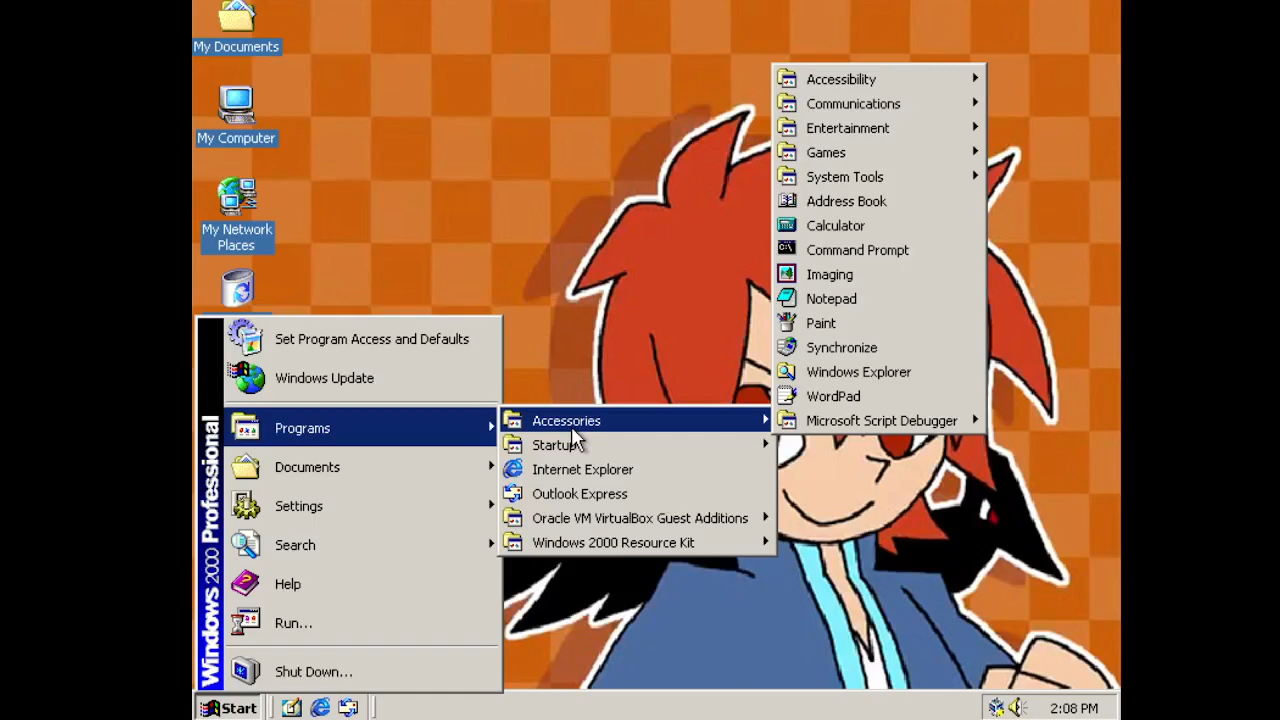 My Documents
My Computer
My Network
Places
Set Program Access and Defaults
Windows Update
Programs
Documents
Settings
Search
Help
Run...
Shut Down...
Windows 2000 Professional
Accessories
Startup
Internet Explorer
Outlook Express
Oracle VM VirtualBox Guest Additions
Windows 2000 Resource Kit
Accessibility
Communications
Entertainment
Games
System Tools
Address Book
Calculator
Command Prompt
Imaging
Notepad
Paint
Synchronize
Windows Explorer
WordPad
Microsoft Script Debugger
Start
2:08 PM